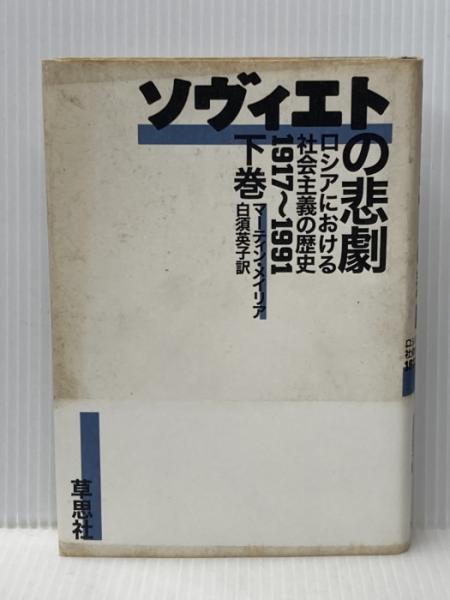 ソヴィエトの悲劇
ロシアにおける
社会主義の歴史
1917〜1991
下巻
マーティン・メイリア
白須英子訳
草思社